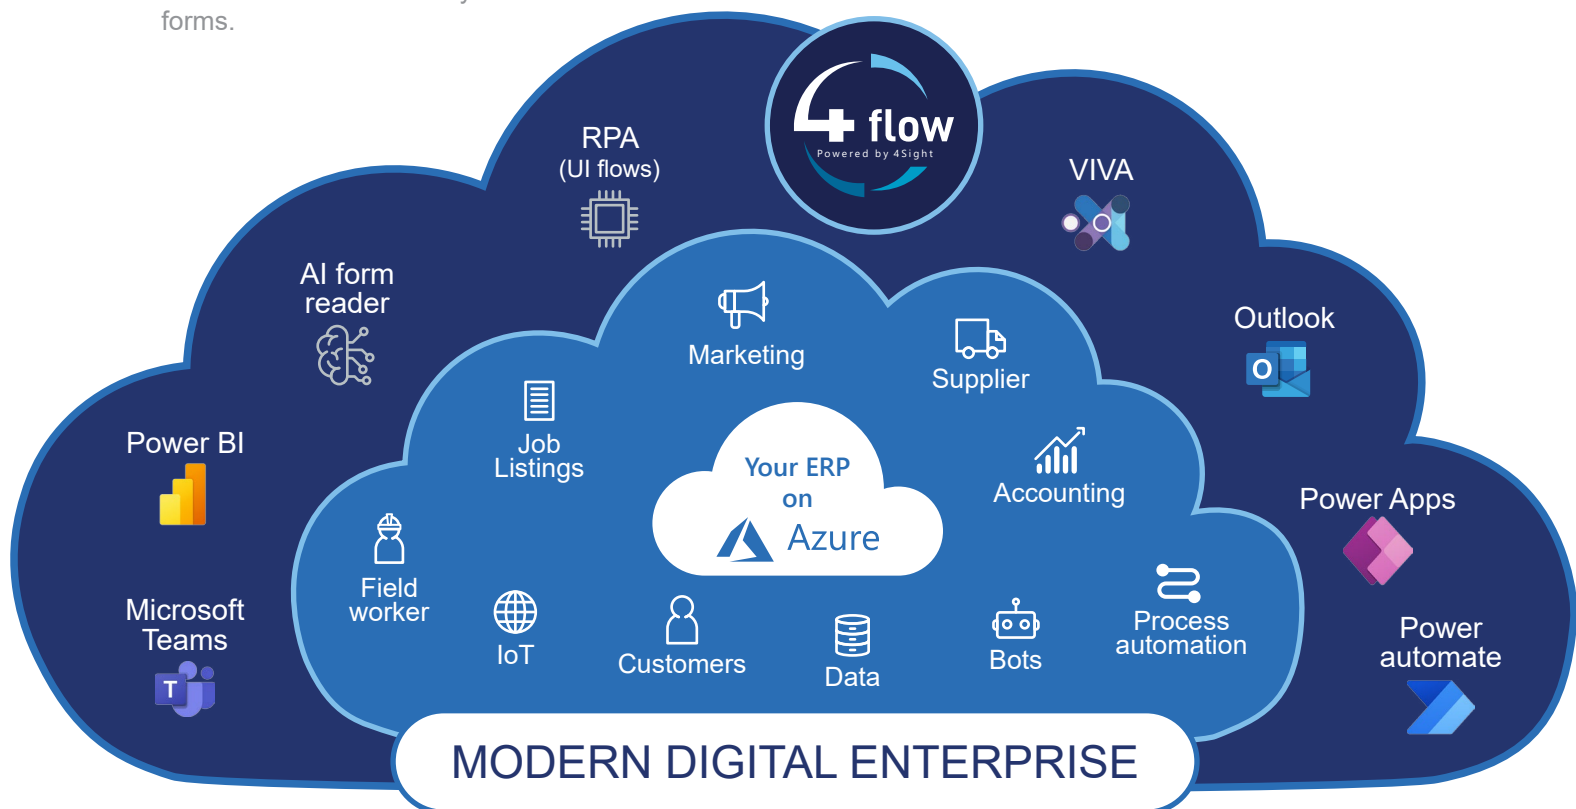 forms.
4 flow
Powered by 4Sight
RPA
(UI flows)
VIVA
AI form
reader
Outlook
O
Marketing
Supplier
Job
Listings
Power BI
Your ERP
on
Azure
Accounting
Power Apps
Field
worker
Microsoft
Teams
T
IoT
Customers
Data
Bots
Process
automation
Power
automate
MODERN DIGITAL ENTERPRISE